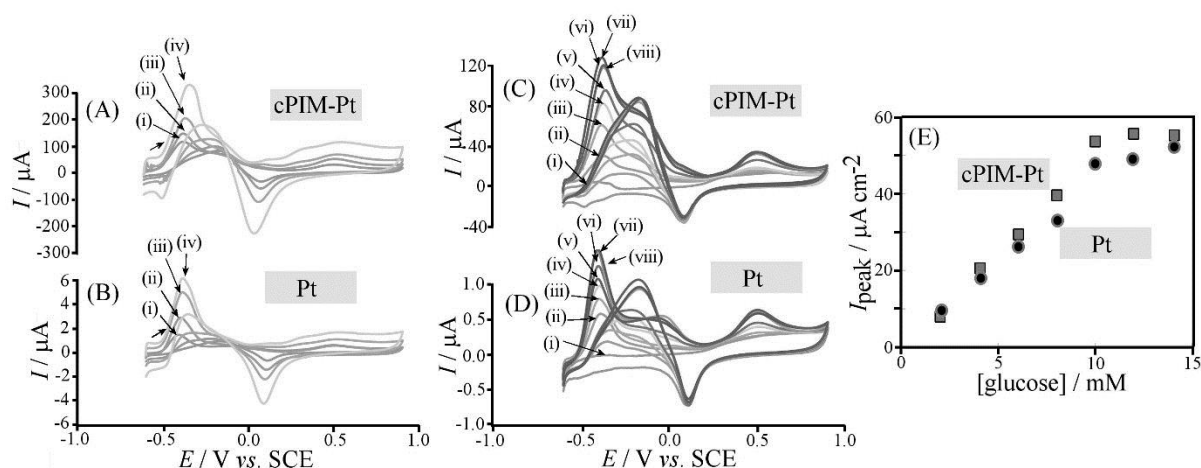 (A)
cPIM-Pt
(i)
(ii)
(iii)
(iv)
I / μA
300
200
100
0
-100
-200
-300
(B)
Pt
(i)
(ii)
(iii)
(iv)
I / μA
6
4
2
0
-2
-4
-6
-1.0
-0.5
0.0
0.5
1.0
E / V vs. SCE
(C)
cPIM-Pt
(i)
(ii)
(iii)
(iv)
(v)
(vi)
(vii)
(viii)
I / μA
120
80
40
0
-40
(D)
Pt
(i)
(ii)
(iii)
(iv)
(v)
(vi)
(vii)
(viii)
I / μA
1.0
0.5
0.0
0.5
1.0
-1.0
-0.5
0.0
0.5
1.0
E / V vs. SCE
(E)
cPIM-Pt
Pt
Ipeak / μA cm-2
60
40
20
0
0
5
10
15
[glucose] / mM